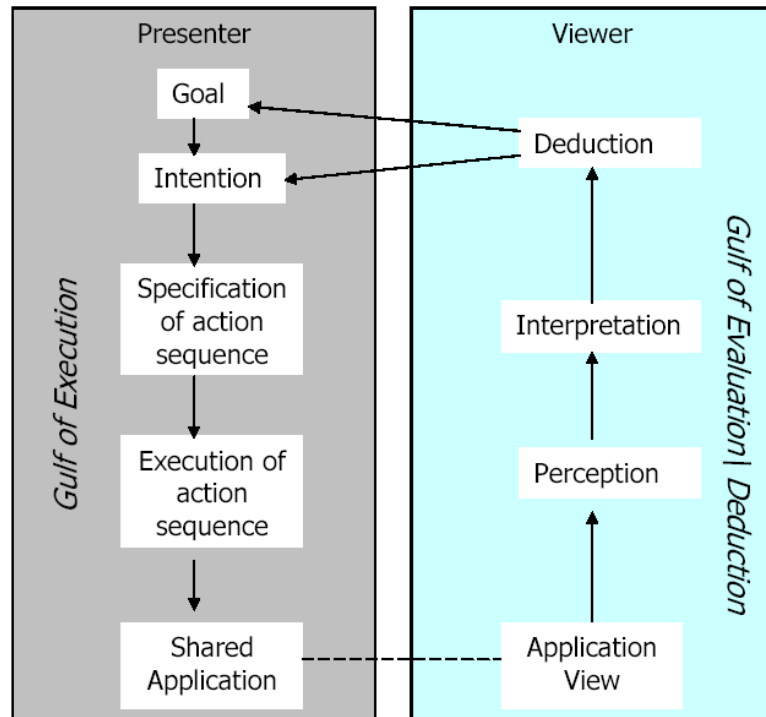 Presenter
Goal
Intention
Specification
of action
sequence
Execution of
action
sequence
Shared
Application
Gulf of Execution
Viewer
Deduction
Interpretation
Perception
Application
View
Gulf of Evaluation| Deduction